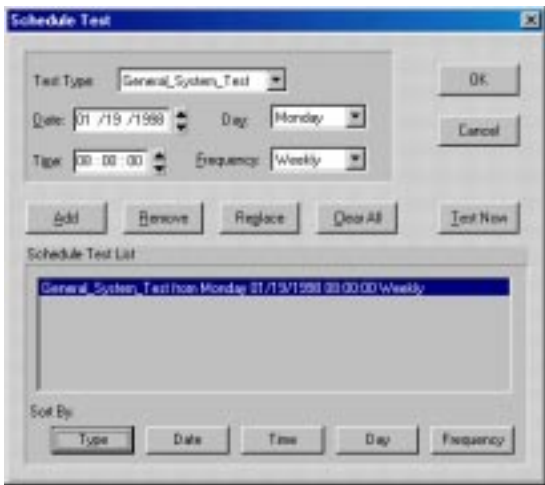 Schedule Test
Test Type: General_System_Test
OK
Date: 01 /19 /1998 Day: Monday
Cancel
Time: 00 : 00 : 00 Frequency: Weekly
Add Remove Replace Clear All Test Now
Schedule Test List
General_System_Test from Monday 01/19/1998 00:00:00 Weekly
Sort By:
Type Date Time Day Frequency